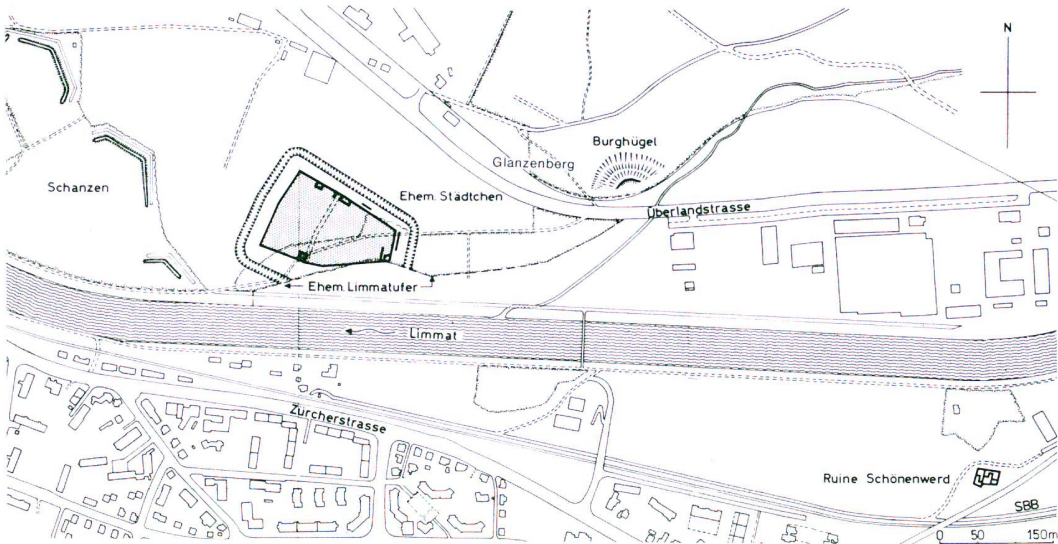 N
Burghügel
Glanzenberg
Schanzen
Ehem. Städtchen
Überlandstrasse
Ehem. Limmatufer
Limmat
Zürcherstrasse
Ruine Schönenwerd
SBB
0 50 150m